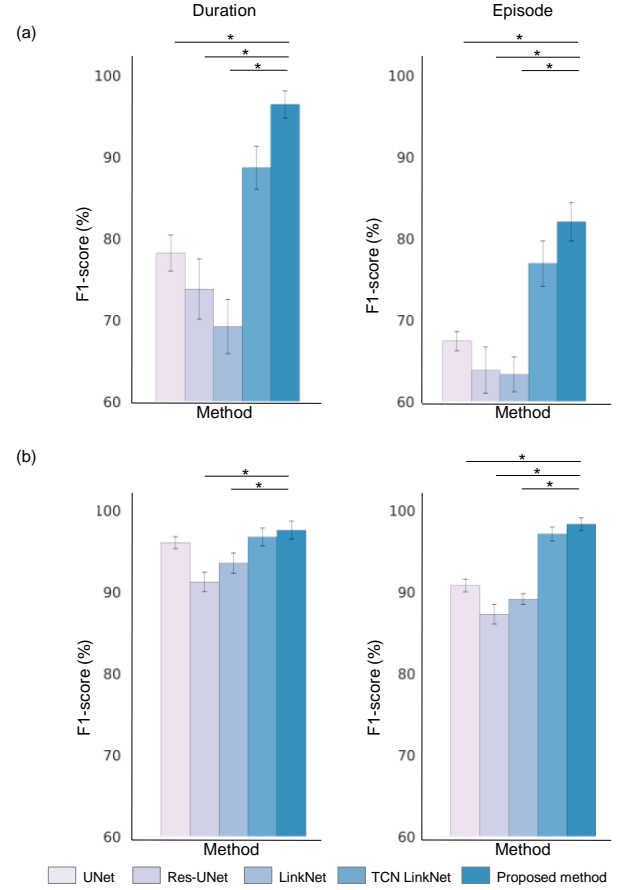 Duration Episode
(a)
* *
* *
* *
100 100
90 90
80 80
70 70
60 60
F1-score (%) F1-score (%)
Method Method
(b)
* *
* *
* 
100 100
90 90
80 80
70 70
60 60
F1-score (%) F1-score (%)
Method Method
UNet Res-UNet LinkNet TCN LinkNet Proposed method